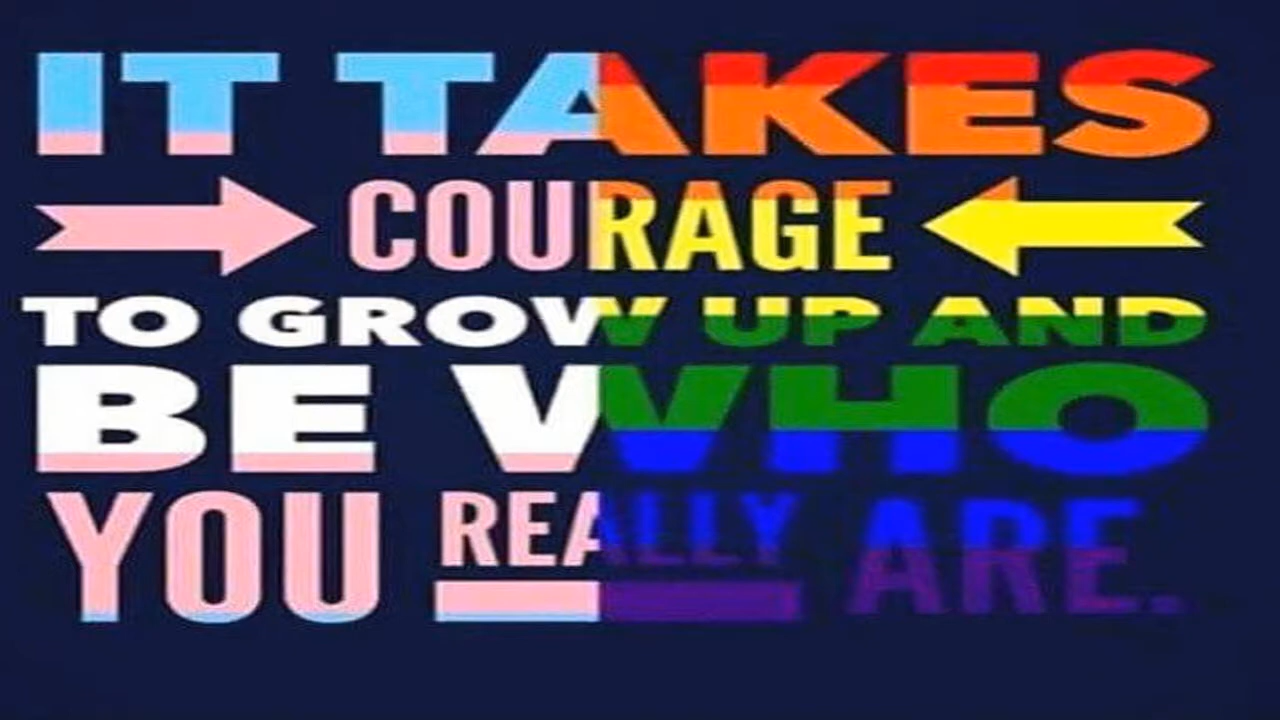 IT TAKES
COURAGE
TO GROW UP AND
BE WHO
YOU REALLY ARE.